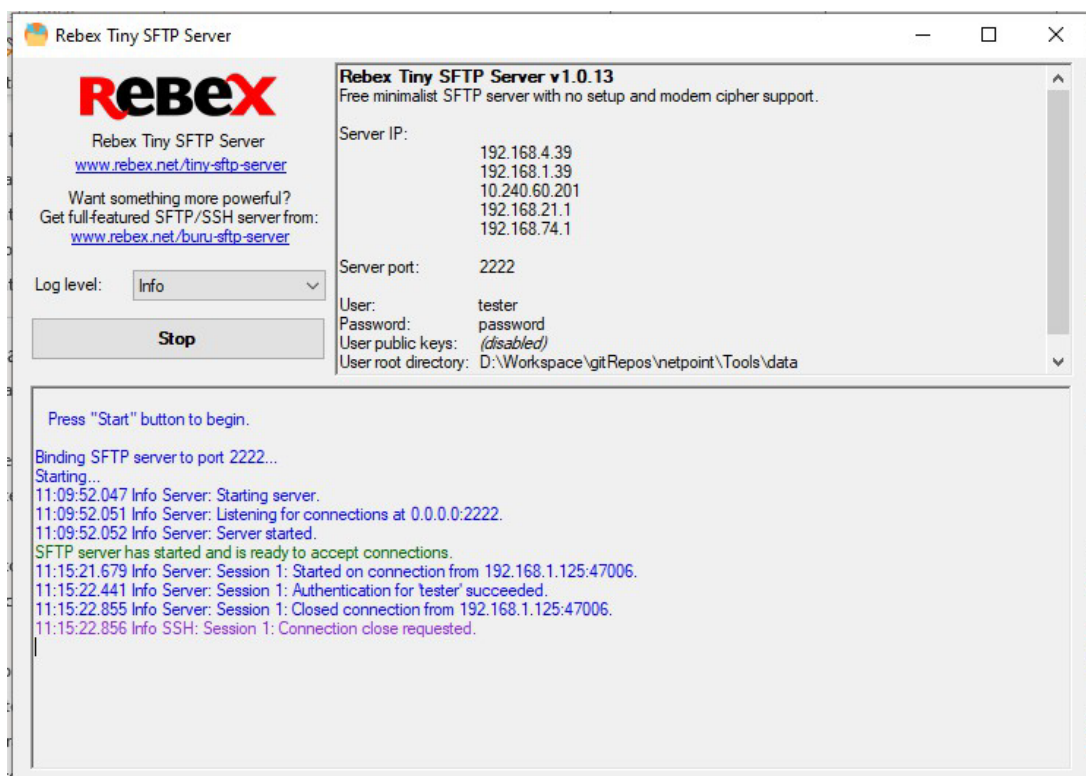 Rebex Tiny SFTP Server
ReBeX
Rebex Tiny SFTP Server
www.rebex.net/tiny-sftp-server
Want something more powerful?
Get full-featured SFTP/SSH server from:
www.rebex.net/buru-sftp-server
Log level: Info
Stop
Rebex Tiny SFTP Server v1.0.13
Free minimalist SFTP server with no setup and modern cipher support.
Server IP:
192.168.4.39
192.168.1.39
10.240.60.201
192.168.21.1
192.168.74.1
Server port: 2222
User: tester
Password: password
User public keys: (disabled)
User root directory: D:\Workspace\gitRepos\netpoint\Tools\data
Press "Start" button to begin.
Binding SFTP server to port 2222...
Starting...
11:09:52.047 Info Server: Starting server.
11:09:52.051 Info Server: Listening for connections at 0.0.0.0:2222.
11:09:52.052 Info Server: Server started.
SFTP server has started and is ready to accept connections.
11:15:21.679 Info Server: Session 1: Started on connection from 192.168.1.125:47006.
11:15:22.441 Info Server: Session 1: Authentication for 'tester' succeeded.
11:15:22.855 Info Server: Session 1: Closed connection from 192.168.1.125:47006.
11:15:22.856 Info SSH: Session 1: Connection close requested.